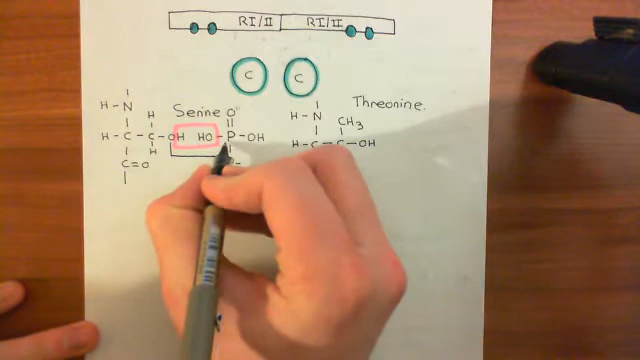 RI/II RI/II
C C
Serine Threonine.
H-N H O H-N CH3
H-C-C-OH HO-P-OH H-C-C-OH
H
C=O